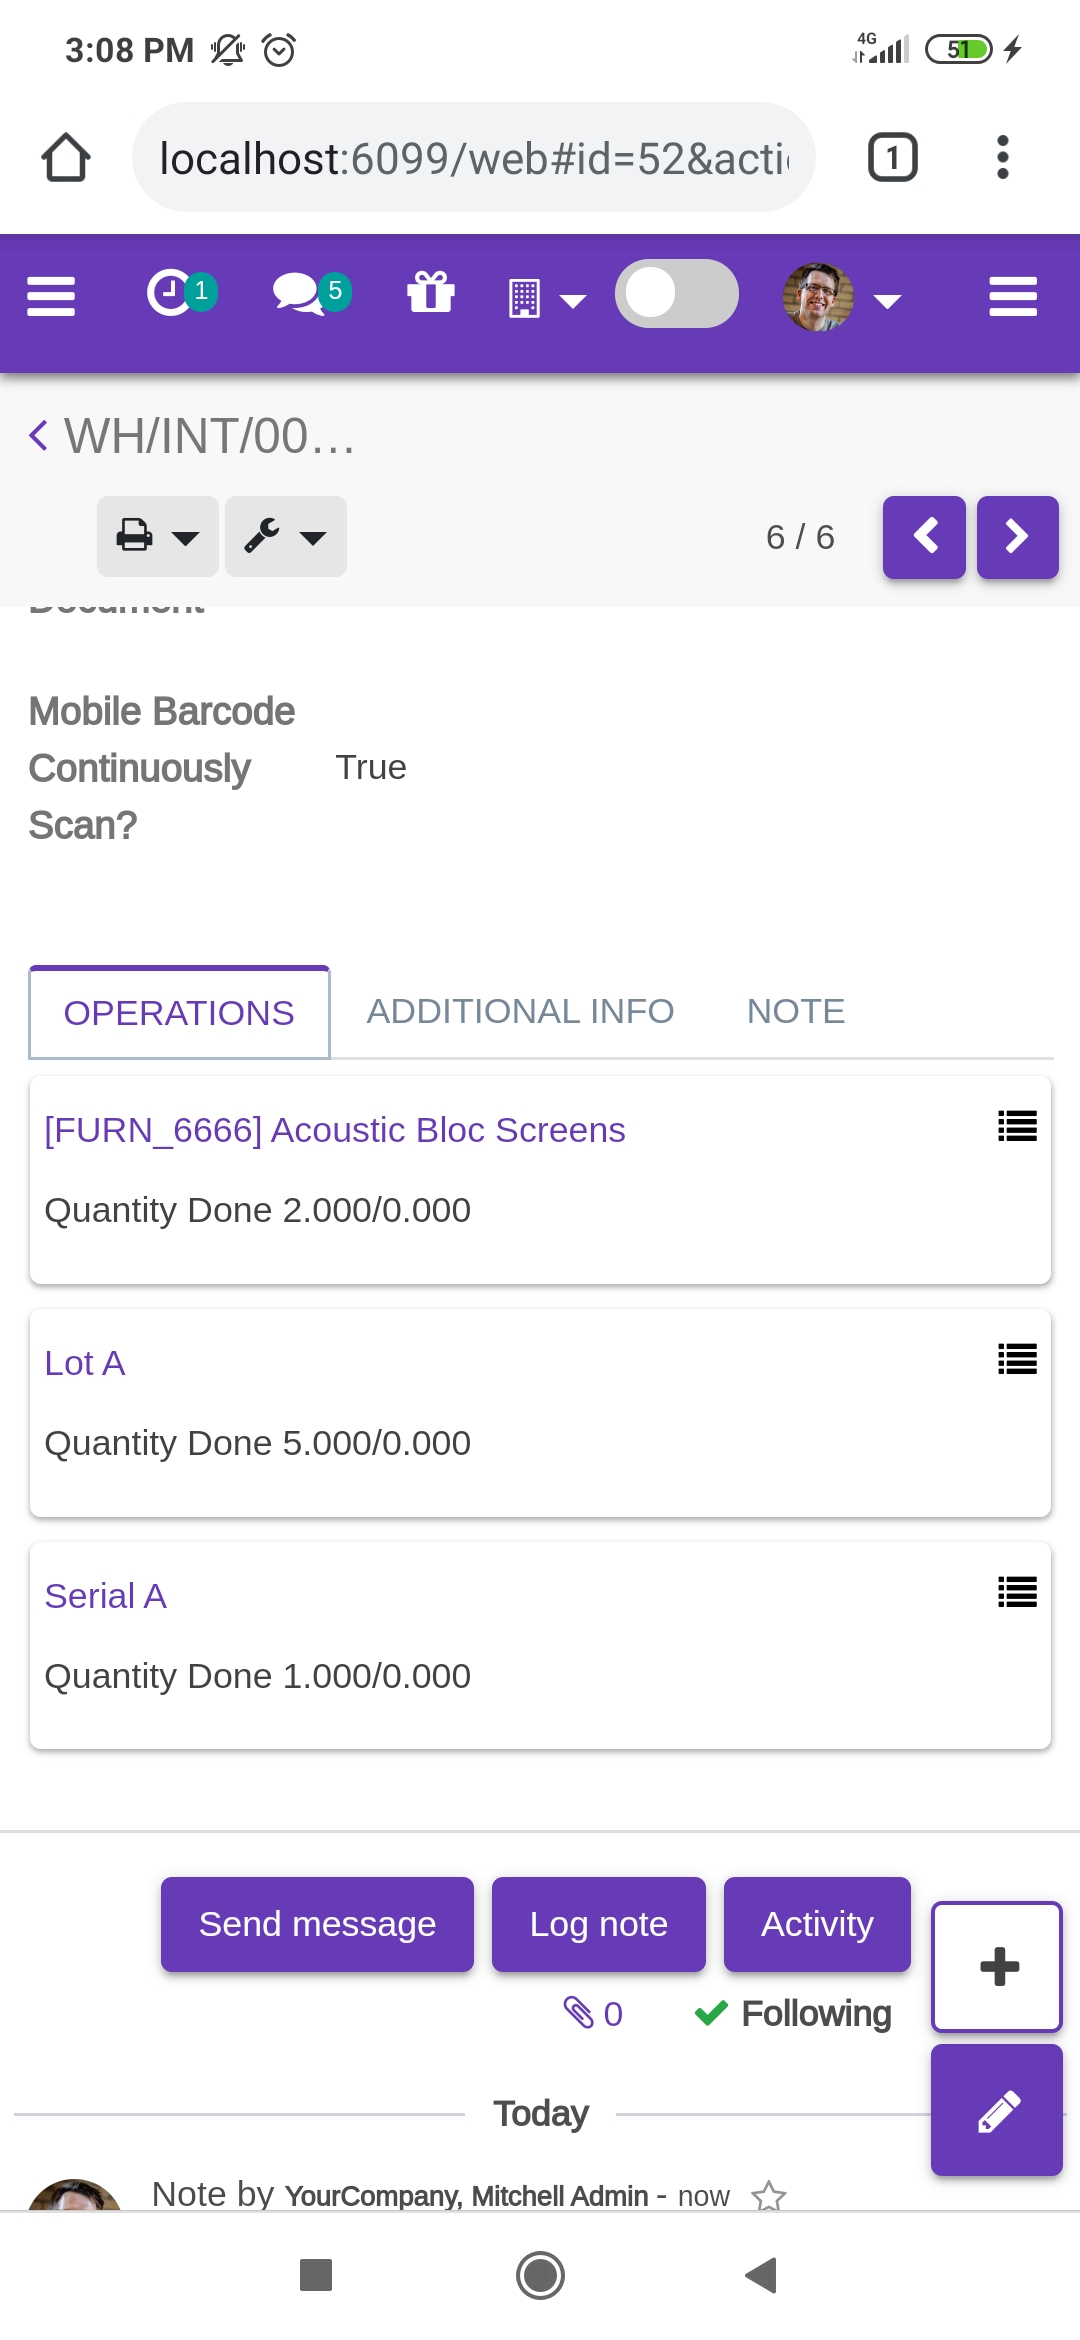 3:08 PM
4G
51
localhost:6099/web#id=52&acti
1
1
5
WH/INT/00...
6 / 6
Document
Mobile Barcode
Continuously
Scan?
True
OPERATIONS
ADDITIONAL INFO
NOTE
[FURN_6666] Acoustic Bloc Screens
Quantity Done 2.000/0.000
Lot A
Quantity Done 5.000/0.000
Serial A
Quantity Done 1.000/0.000
Send message
Log note
Activity
0
Following
Today
Note by YourCompany, Mitchell Admin - now